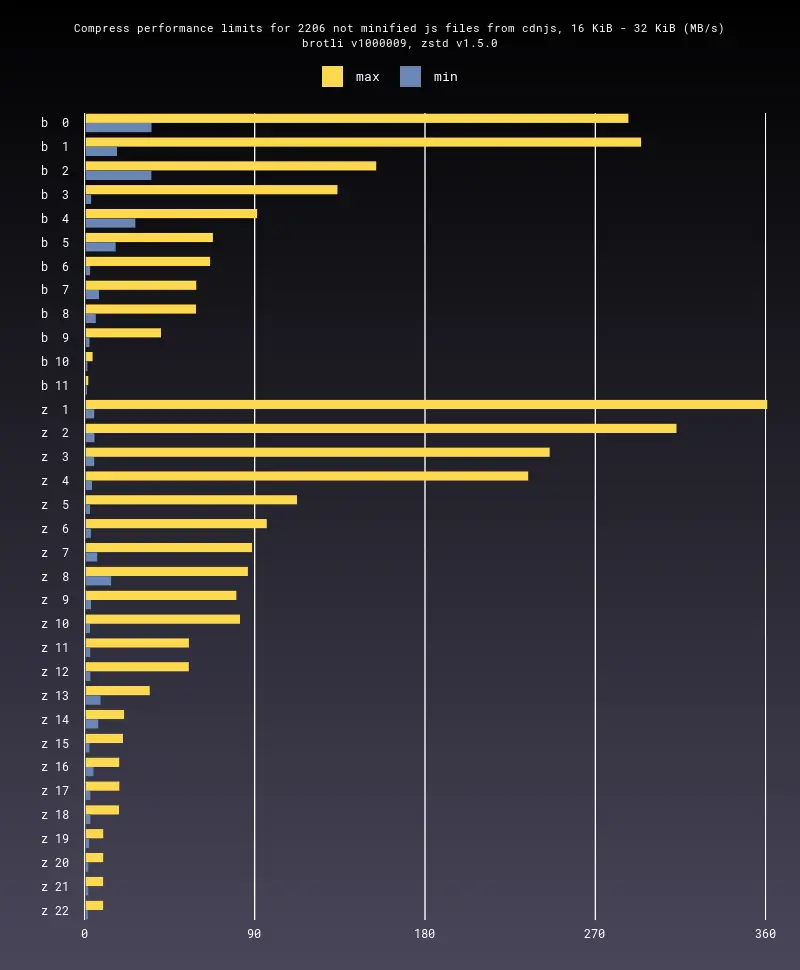 Compress performance limits for 2206 not minified js files from cdnjs, 16 KiB - 32 KiB (MB/s)
brotli v1000009, zstd v1.5.0
max min
b 0
b 1
b 2
b 3
b 4
b 5
b 6
b 7
b 8
b 9
b 10
b 11
z 1
z 2
z 3
z 4
z 5
z 6
z 7
z 8
z 9
z 10
z 11
z 12
z 13
z 14
z 15
z 16
z 17
z 18
z 19
z 20
z 21
z 22
0 90 180 270 360